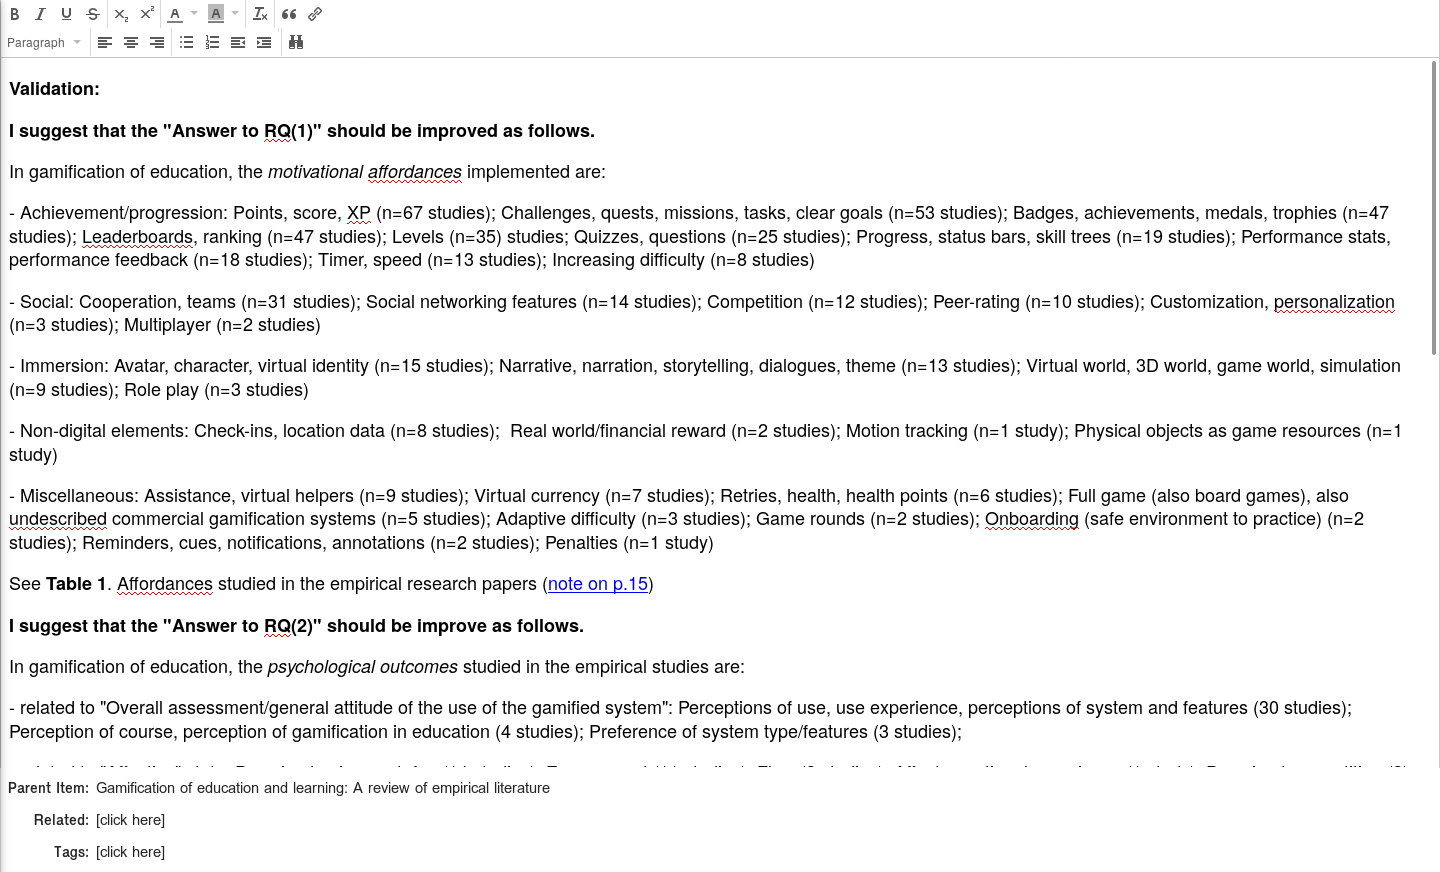 Paragraph
Validation:
I suggest that the "Answer to RQ(1)" should be improved as follows.
In gamification of education, the motivational affordances implemented are:
- Achievement/progression: Points, score, XP (n=67 studies); Challenges, quests, missions, tasks, clear goals (n=53 studies); Badges, achievements, medals, trophies (n=47
studies); Leaderboards, ranking (n=47 studies); Levels (n=35) studies; Quizzes, questions (n=25 studies); Progress, status bars, skill trees (n=19 studies); Performance stats,
performance feedback (n=18 studies); Timer, speed (n=13 studies); Increasing difficulty (n=8 studies)
- Social: Cooperation, teams (n=31 studies); Social networking features (n=14 studies); Competition (n=12 studies); Peer-rating (n=10 studies); Customization, personalization
(n=3 studies); Multiplayer (n=2 studies)
- Immersion: Avatar, character, virtual identity (n=15 studies); Narrative, narration, storytelling, dialogues, theme (n=13 studies); Virtual world, 3D world, game world, simulation
(n=9 studies); Role play (n=3 studies)
- Non-digital elements: Check-ins, location data (n=8 studies);  Real world/financial reward (n=2 studies); Motion tracking (n=1 study); Physical objects as game resources (n=1
study)
- Miscellaneous: Assistance, virtual helpers (n=9 studies); Virtual currency (n=7 studies); Retries, health, health points (n=6 studies); Full game (also board games), also
undescribed commercial gamification systems (n=5 studies); Adaptive difficulty (n=3 studies); Game rounds (n=2 studies); Onboarding (safe environment to practice) (n=2
studies); Reminders, cues, notifications, annotations (n=2 studies); Penalties (n=1 study)
See Table 1. Affordances studied in the empirical research papers (note on p.15)
I suggest that the "Answer to RQ(2)" should be improve as follows.
In gamification of education, the psychological outcomes studied in the empirical studies are:
- related to "Overall assessment/general attitude of the use of the gamified system": Perceptions of use, use experience, perceptions of system and features (30 studies);
Perception of course, perception of gamification in education (4 studies); Preference of system type/features (3 studies);
Parent Item: Gamification of education and learning: A review of empirical literature
Related: [click here]
Tags: [click here]